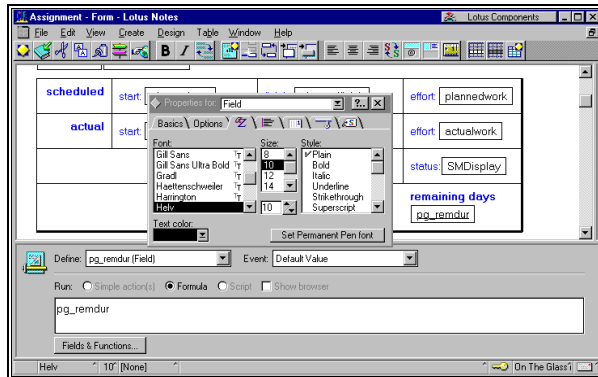 Assignment - Form - Lotus Notes
Lotus Components
File Edit View Create Design Table Window Help
B I
scheduled start: effort: plannedwork
Properties for: Field
?..
Basics Options
actual start: effort: actualwork
Font: Size: Style:
Gill Sans 8 Plain
Gill Sans Ultra Bold 10 Bold
Gradl 12 Italic
Haettenschweiler 14 Underline
Harrington Strikethrough
Helv 10 Superscript
status: SMDisplay
remaining days
pg_remdur
Text color:
Set Permanent Pen font
Define: pg_remdur (Field) Event: Default Value
Run: Simple action(s) Formula Script Show browser
pg_remdur
Fields & Functions...
Helv 10 [None] On The Glass